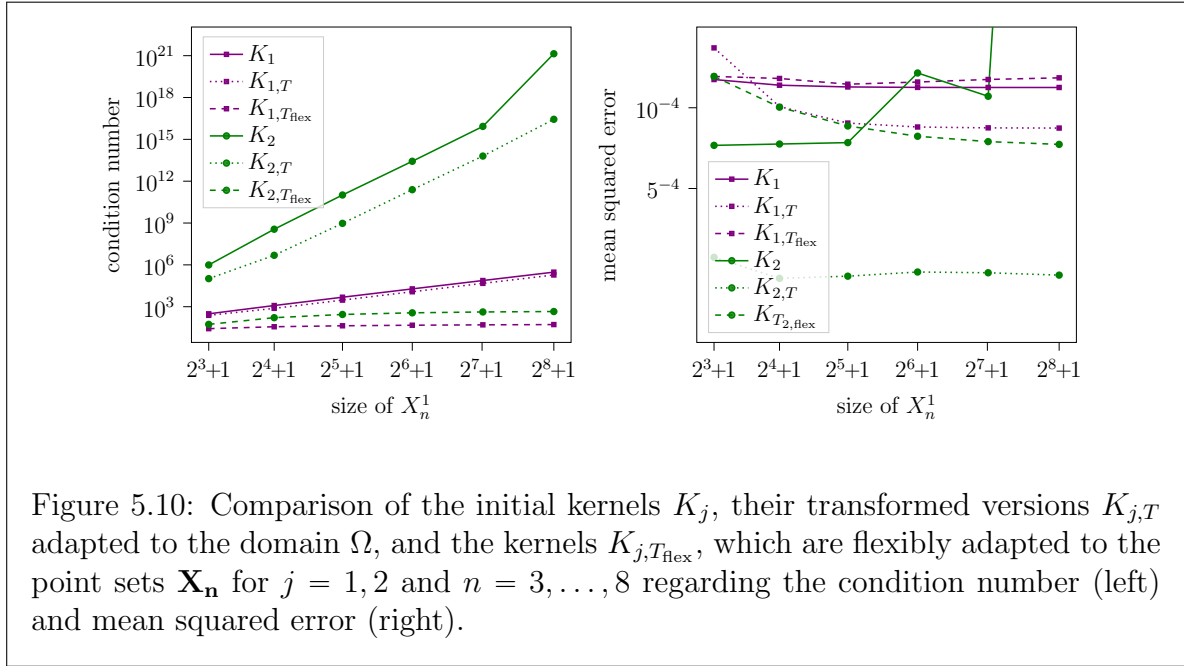 condition number
10^21
10^18
10^15
10^12
10^9
10^6
10^3
K_1
K_{1,T}
K_{1,T_flex}
K_2
K_{2,T}
K_{2,T_flex}
2^3+1 2^4+1 2^5+1 2^6+1 2^7+1 2^8+1
size of X_n^1
mean squared error
10^-4
5^-4
K_1
K_{1,T}
K_{1,T_flex}
K_2
K_{2,T}
K_{T_{2,flex}}
2^3+1 2^4+1 2^5+1 2^6+1 2^7+1 2^8+1
size of X_n^1
Figure 5.10: Comparison of the initial kernels K_j, their transformed versions K_{j,T}
adapted to the domain Ω, and the kernels K_{j,T_flex}, which are flexibly adapted to the
point sets X_n for j = 1, 2 and n = 3, . . . , 8 regarding the condition number (left)
and mean squared error (right).